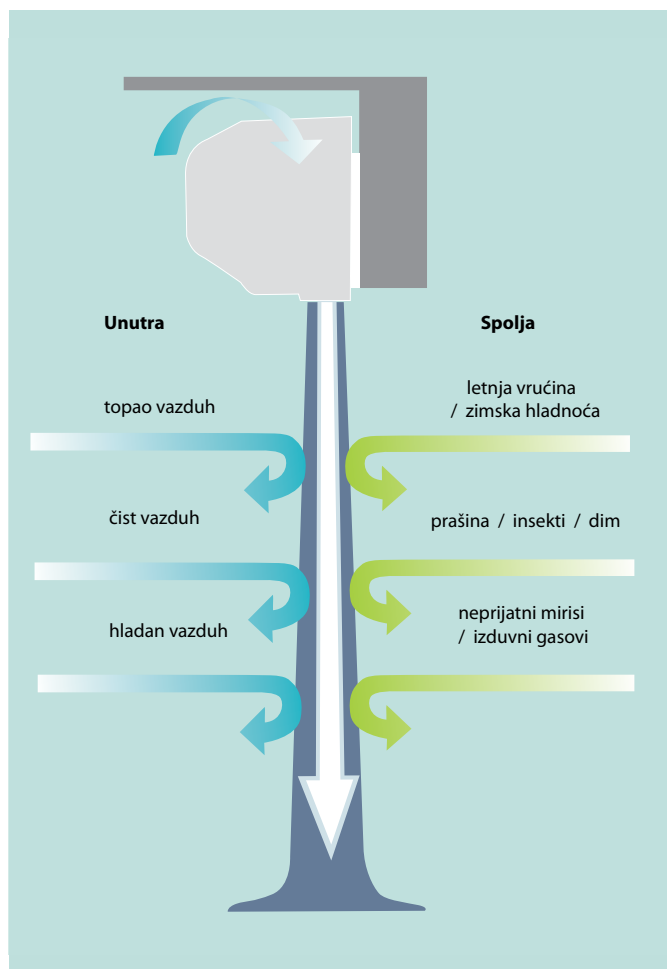 Unutra
Spolja
topao vazduh
letnja vrućina
/ zimska hladnoća
čist vazduh
prašina / insekti / dim
hladan vazduh
neprijatni mirisi
/ izduvni gasovi